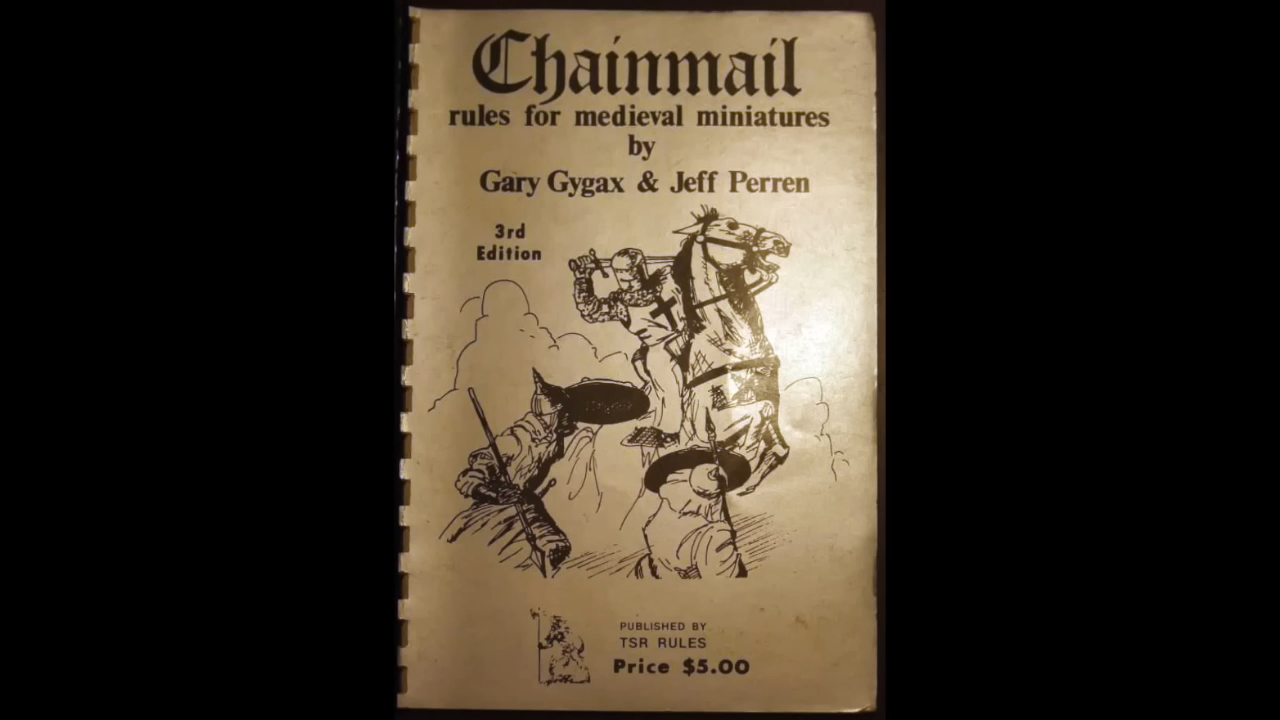 Chainmail
rules for medieval miniatures
by
Gary Gygax & Jeff Perren
3rd
Edition
PUBLISHED BY
TSR RULES
Price $5.00